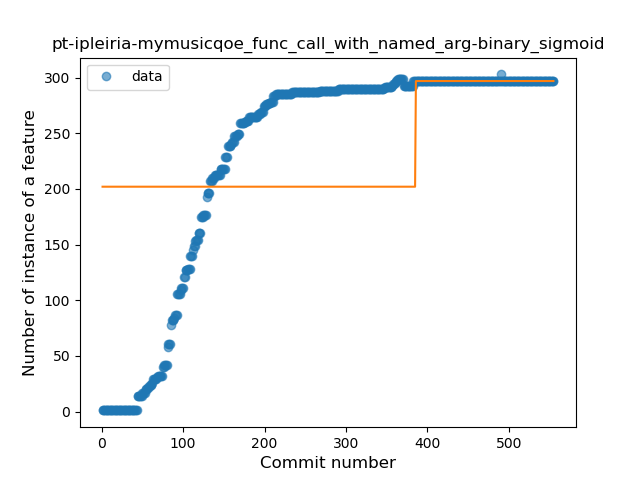 pt-ipleiria-mymusicqoe_func_call_with_named_arg-binary_sigmoid
data
Number of instance of a feature
300
250
200
150
100
50
0
0 100 200 300 400 500
Commit number